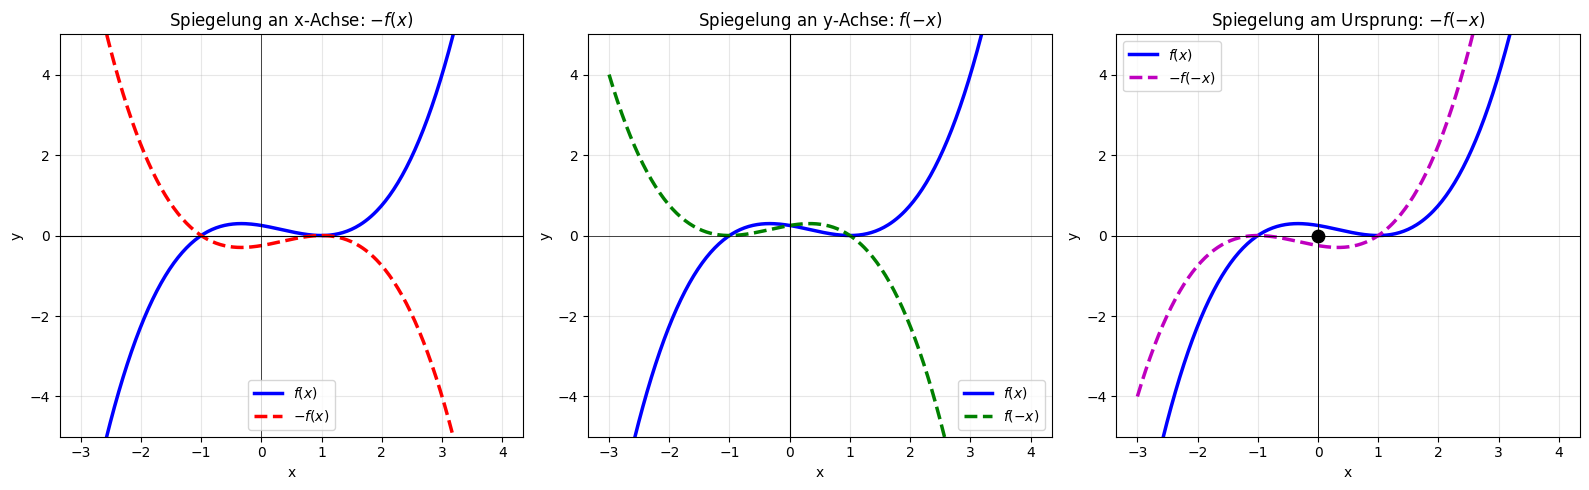 Spiegelung an x-Achse: −f(x)
y
4
2
0
−2
−4
f(x)
−f(x)
−3 −2 −1 0 1 2 3 4
x
Spiegelung an y-Achse: f(−x)
y
4
2
0
−2
−4
f(x)
f(−x)
−3 −2 −1 0 1 2 3 4
x
Spiegelung am Ursprung: −f(−x)
f(x)
−f(−x)
y
4
2
0
−2
−4
−3 −2 −1 0 1 2 3 4
x